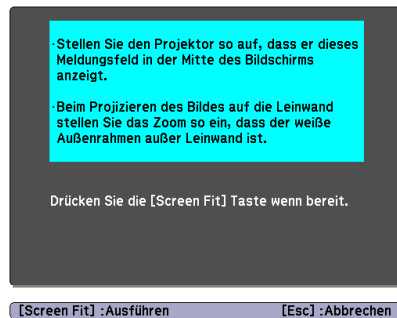 ·Stellen Sie den Projektor so auf, dass er dieses
Meldungsfeld in der Mitte des Bildschirms
anzeigt.
·Beim Projizieren des Bildes auf die Leinwand
stellen Sie das Zoom so ein, dass der weiße
Außenrahmen außer Leinwand ist.
Drücken Sie die [Screen Fit] Taste wenn bereit.
[Screen Fit] :Ausführen [Esc] :Abbrechen